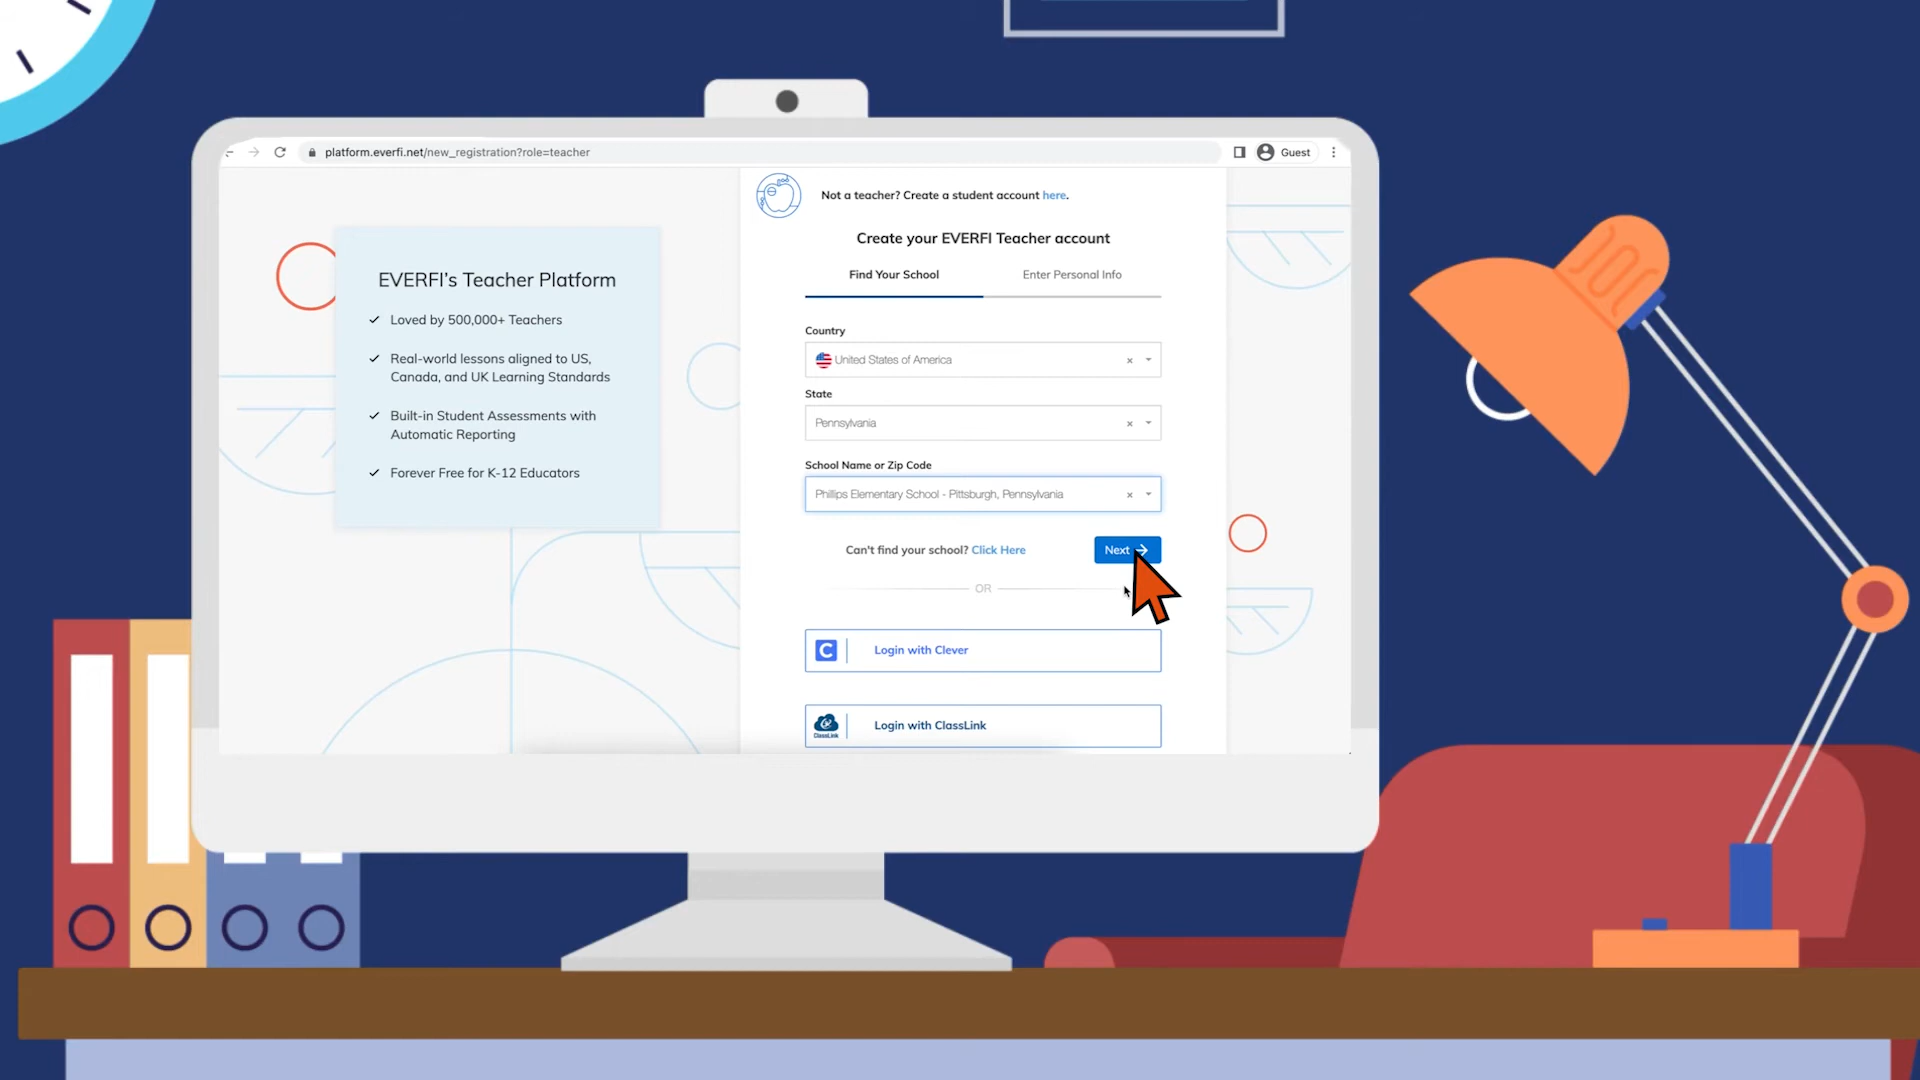 platform.everfi.net/new_registration?role=teacher
Guest
Not a teacher? Create a student account here.
Create your EVERFI Teacher account
Find Your School
Enter Personal Info
EVERFI's Teacher Platform
Loved by 500,000+ Teachers
Real-world lessons aligned to US,
Canada, and UK Learning Standards
Built-in Student Assessments with
Automatic Reporting
Forever Free for K-12 Educators
Country
United States of America
State
Pennsylvania
School Name or Zip Code
Phillips Elementary School - Pittsburgh, Pennsylvania
Can't find your school? Click Here
Next
OR
C
Login with Clever
ClassLink
Login with ClassLink